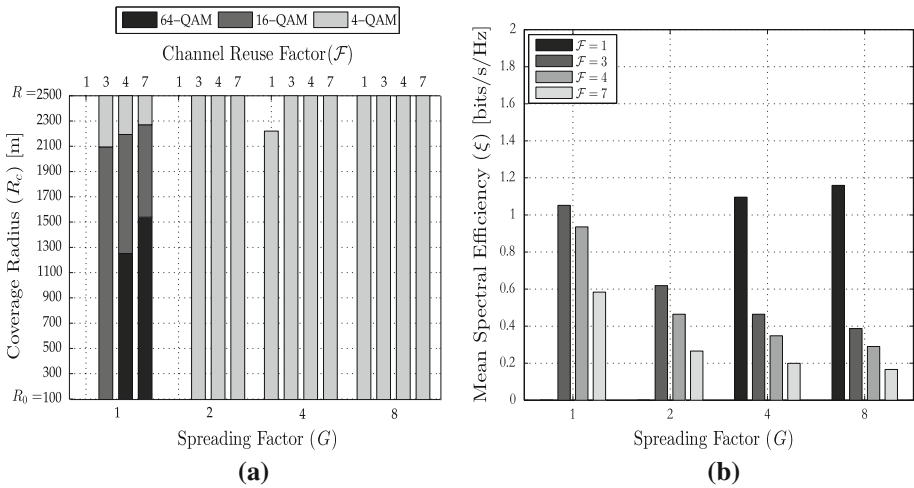 64–QAM 16–QAM 4–QAM
Channel Reuse Factor(F)
1 3 4 7 1 3 4 7 1 3 4 7 1 3 4 7
R =2500
2300
2100
1900
1700
1500
1300
1100
900
700
500
300
R₀ =100
Coverage Radius (R_c) [m]
1 2 4 8
Spreading Factor (G)
(a)
2
1.8
1.6
1.4
1.2
1
0.8
0.6
0.4
0.2
0
Mean Spectral Efficiency (ξ) [bits/s/Hz]
F = 1
F = 3
F = 4
F = 7
1 2 4 8
Spreading Factor (G)
(b)